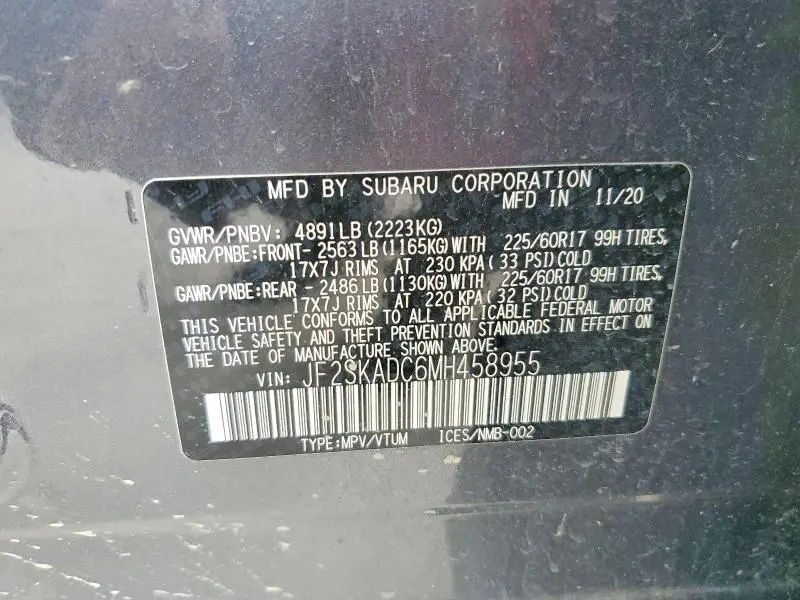 MFD BY SUBARU CORPORATION
MFD IN 11/20
GVWR/PNBV: 4891LB (2223KG)
GAWR/PNBE:FRONT- 2563LB (1165KG)WITH 225/60R17 99H TIRES,
17X7J RIMS AT 230 KPA( 33 PSI)COLD
GAWR/PNBE:REAR - 2486LB (1130KG)WITH 225/60R17 99H TIRES,
17X7J RIMS AT 220 KPA( 32 PSI)COLD
THIS VEHICLE CONFORMS TO ALL APPLICABLE FEDERAL MOTOR
VEHICLE SAFETY AND THEFT PREVENTION STANDARDS IN EFFECT ON
THE DATE OF MANUFACTURE SHOWN ABOVE.
VIN: JF2SKADC6MH458955
TYPE:MPV/VTUM ICES/NMB-002